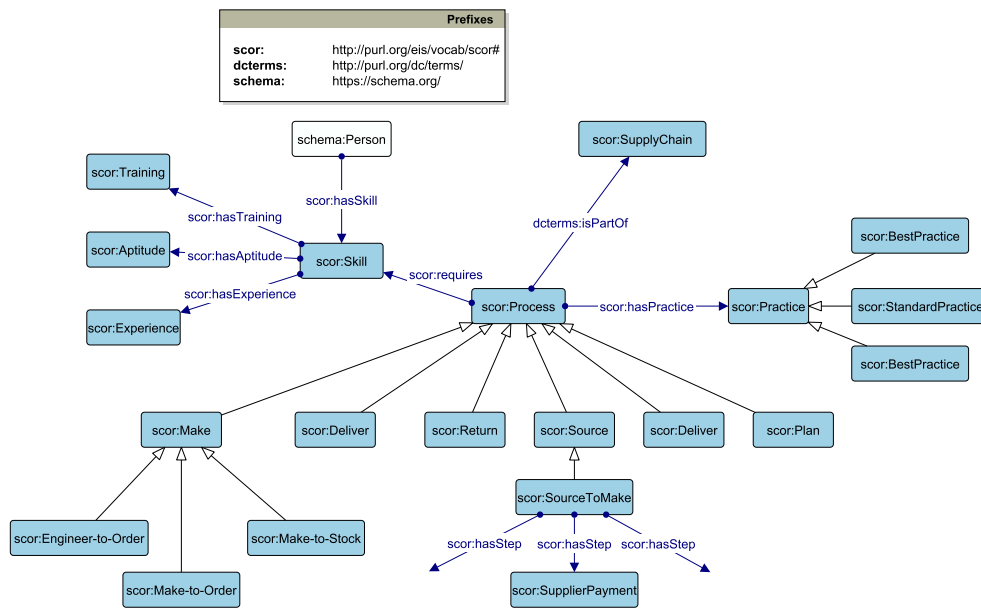 Prefixes
scor: http://purl.org/eis/vocab/scor#
dcterms: http://purl.org/dc/terms/
schema: https://schema.org/
schema:Person
scor:SupplyChain
scor:Training
scor:hasSkill
scor:hasTraining
dcterms:isPartOf
scor:BestPractice
scor:Aptitude
scor:hasAptitude
scor:Skill
scor:requires
scor:hasExperience
scor:Process
scor:hasPractice
scor:Practice
scor:StandardPractice
scor:Experience
scor:BestPractice
scor:Make
scor:Deliver
scor:Return
scor:Source
scor:Deliver
scor:Plan
scor:SourceToMake
scor:Engineer-to-Order
scor:Make-to-Stock
scor:hasStep
scor:hasStep
scor:hasStep
scor:Make-to-Order
scor:SupplierPayment